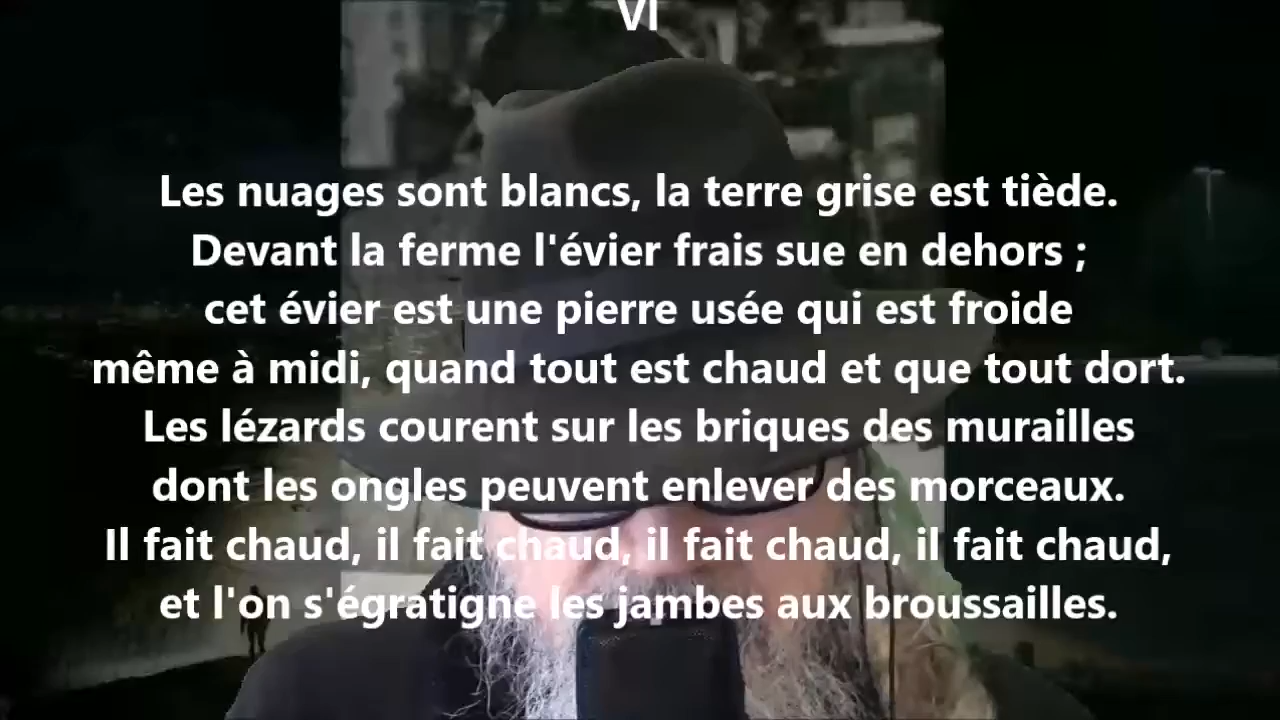 VI
Les nuages sont blancs, la terre grise est tiède.
Devant la ferme l'évier frais sue en dehors ;
cet évier est une pierre usée qui est froide
même à midi, quand tout est chaud et que tout dort.
Les lézards courent sur les briques des murailles
dont les ongles peuvent enlever des morceaux.
Il fait chaud, il fait chaud, il fait chaud, il fait chaud,
et l'on s'égratigne les jambes aux broussailles.